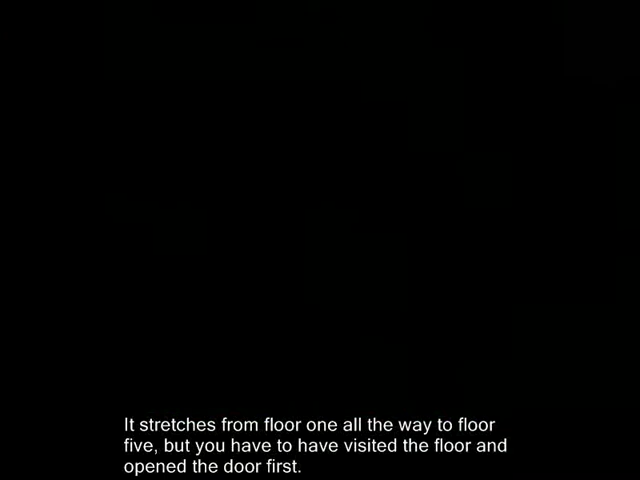 It stretches from floor one all the way to floor
five, but you have to have visited the floor and
opened the door first.